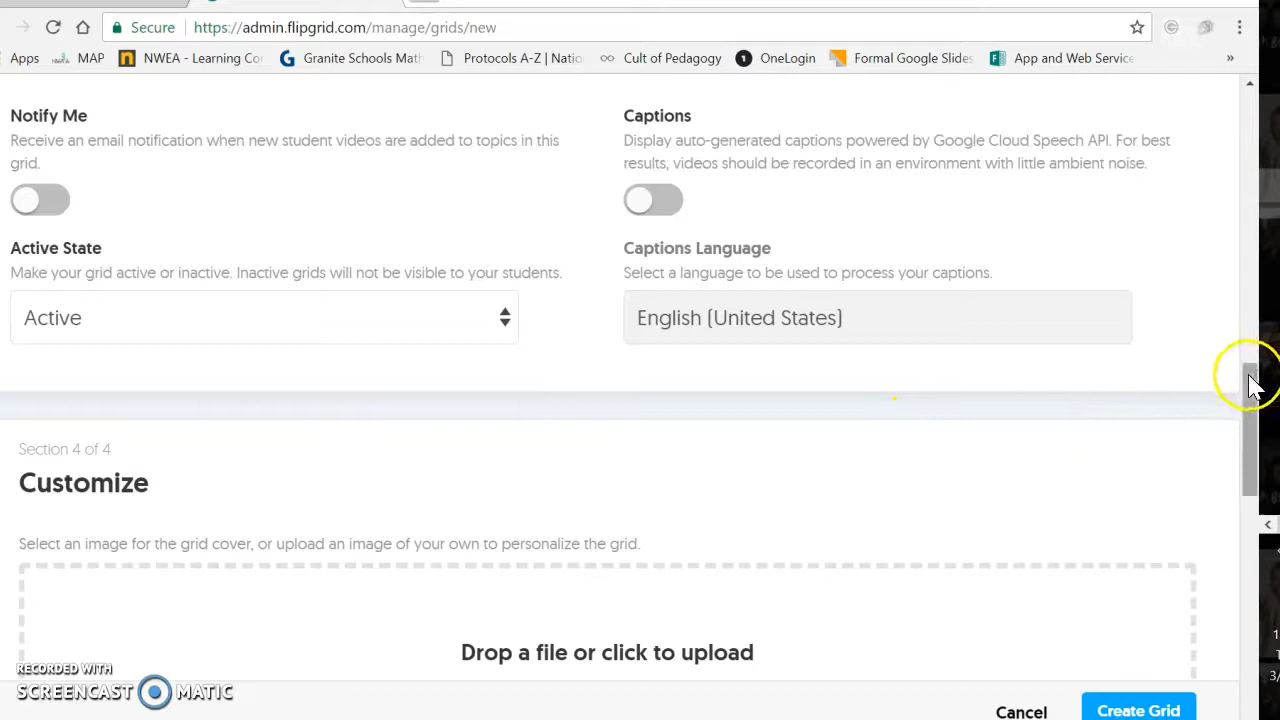 Secure https://admin.flipgrid.com/manage/grids/new
Apps MAP NWEA - Learning Co Granite Schools Math Protocols A-Z | Natio Cult of Pedagogy OneLogin Formal Google Slides App and Web Service »
Notify Me
Receive an email notification when new student videos are added to topics in this
grid.
Captions
Display auto-generated captions powered by Google Cloud Speech API. For best
results, videos should be recorded in an environment with little ambient noise.
Active State
Make your grid active or inactive. Inactive grids will not be visible to your students.
Active
Captions Language
Select a language to be used to process your captions.
English (United States)
Section 4 of 4
Customize
Select an image for the grid cover, or upload an image of your own to personalize the grid.
Drop a file or click to upload
Cancel Create Grid
RECORDED WITH
SCREENCAST MATIC